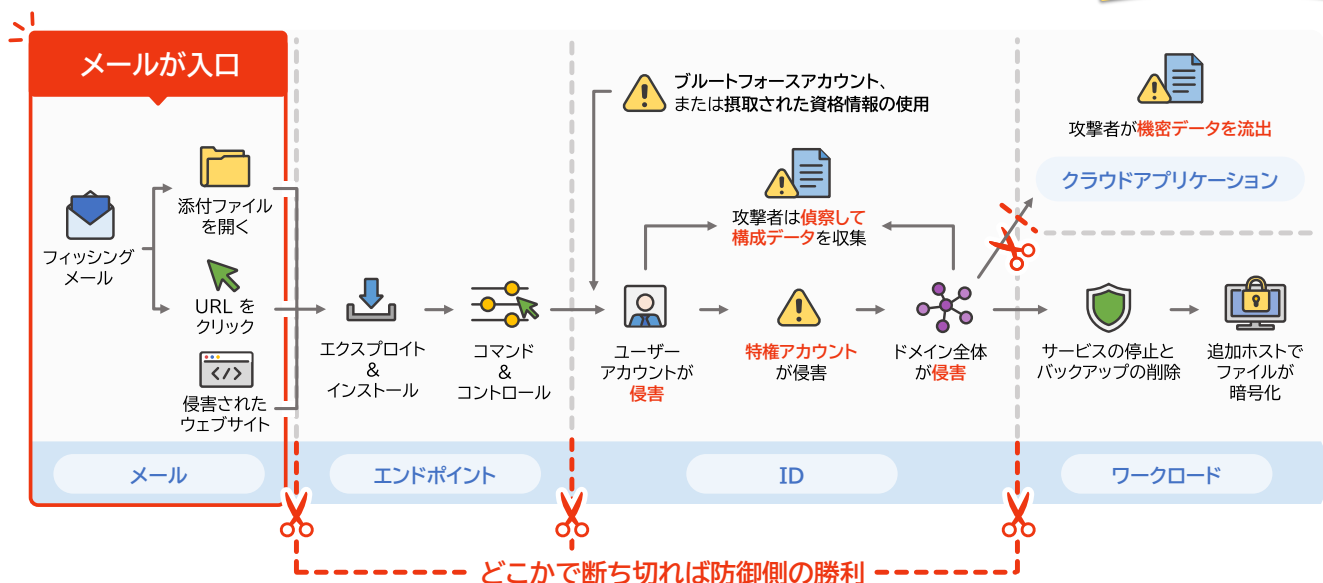 メールが入口
フィッシング
メール
添付ファイル
を開く
URL を
クリック
</>
侵害された
ウェブサイト
エクスプロイト
&
インストール
コマンド
&
コントロール
ブルートフォースアカウント、
または摂取された資格情報の使用
攻撃者は偵察して
構成データを収集
ユーザー
アカウントが
侵害
特権アカウント
が侵害
ドメイン全体
が侵害
攻撃者が機密データを流出
クラウドアプリケーション
サービスの停止と
バックアップの削除
追加ホストで
ファイルが
暗号化
メール
エンドポイント
ID
ワークロード
どこかで断ち切れば防御側の勝利